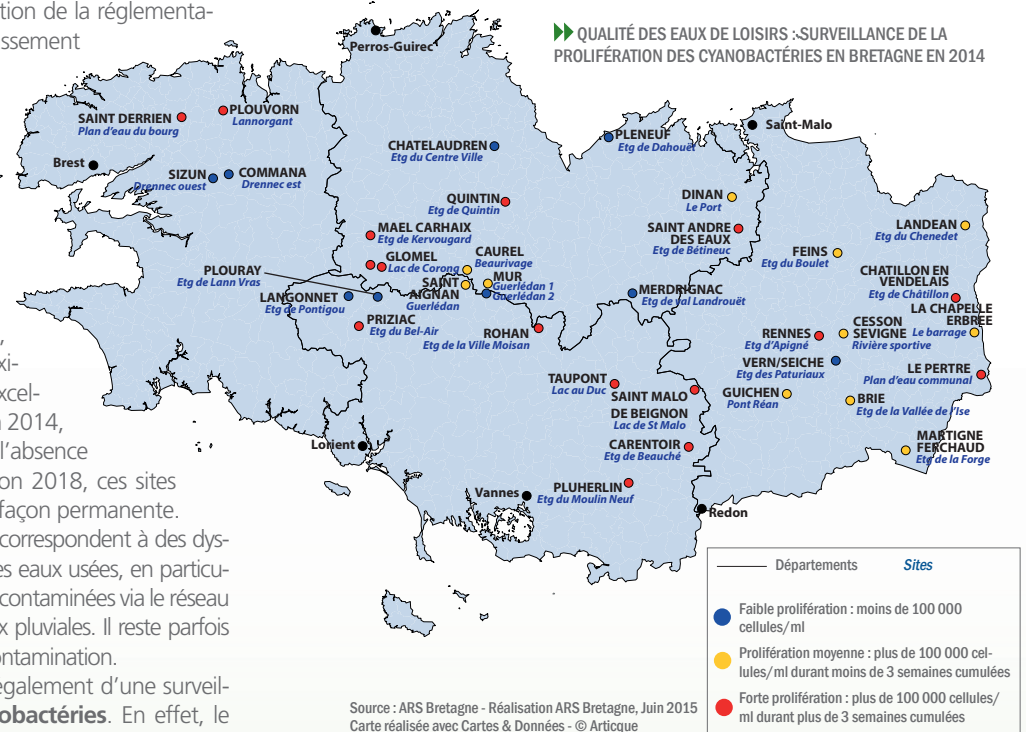 tion de la réglementa-
issement
xi-
xcel-
2014,
l'absence
on 2018, ces sites
façon permanente.
correspondent à des dys-
es eaux usées, en particu-
contaminées via le réseau
x pluviales. Il reste parfois
ontamination.
également d'une surveil-
obactéries. En effet, le
QUALITÉ DES EAUX DE LOISIRS : SURVEILLANCE DE LA
PROLIFÉRATION DES CYANOBACTÉRIES EN BRETAGNE EN 2014
Perros-Guirec
SAINT DERRIEN
Plan d'eau du bourg
PLOUVORN
Lannorgant
Brest
SIZUN
Drennec ouest
COMMANA
Drennec est
CHATELAUDREN
Etg du Centre Ville
PLENEUF
Etg de Dahouët
Saint-Malo
QUINTIN
Etg de Quintin
DINAN
Le Port
MAEL CARHAIX
Etg de Kervougard
SAINT ANDRE
DES EAUX
Etg de Bétineuc
LANDEAN
Etg du Chenedet
GLOMEL
Lac de Corong
CAUREL
Beaurivage
FEINS
Etg du Boulet
PLOURAY
Etg de Lann Vras
SAINT
AIGNAN
Guerlédan
MUR
Guerlédan 1
Guerlédan 2
MERDRIGNAC
Etg de val Landrouët
CHATILLON EN
VENDELAIS
Etg de Châtillon
LANGONNET
Etg de Pontigou
PRIZIAC
Etg du Bel-Air
ROHAN
Etg de la Ville Moisan
LA CHAPELLE
ERBREE
Le barrage
RENNES
Etg d'Apigné
CESSON
SEVIGNE
Rivière sportive
VERN/SEICHE
Etg des Paturiaux
LE PERTRE
Plan d'eau communal
TAUPONT
Lac au Duc
SAINT MALO
DE BEIGNON
Lac de St Malo
GUICHEN
Pont Réan
BRIE
Etg de la Vallée de l'Ise
CARENTOIR
Etg de Beauché
MARTIGNE
FERCHAUD
Etg de la Forge
Lorient
Vannes
PLUHERLIN
Etg du Moulin Neuf
Redon
Départements Sites
Faible prolifération : moins de 100 000
cellules/ml
Prolifération moyenne : plus de 100 000 cel-
lules/ml durant moins de 3 semaines cumulées
Forte prolifération : plus de 100 000 cellules/
ml durant plus de 3 semaines cumulées
Source : ARS Bretagne - Réalisation ARS Bretagne, Juin 2015
Carte réalisée avec Cartes & Données - © Articque